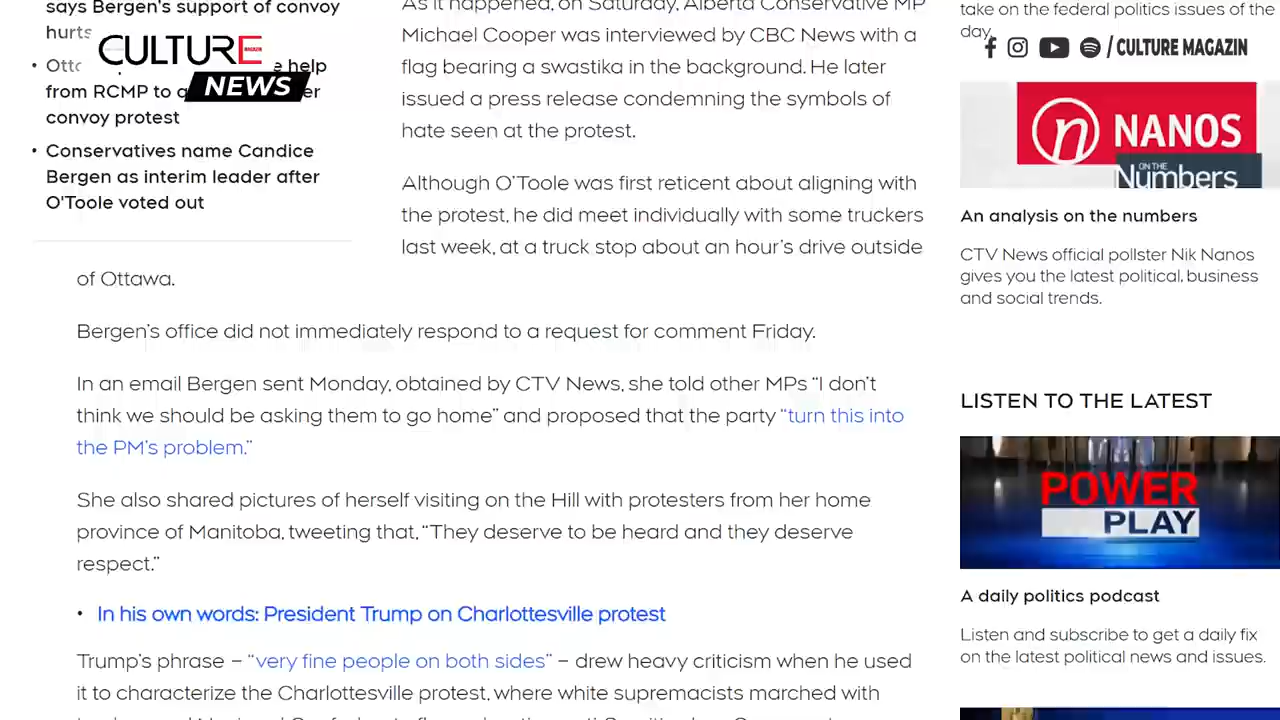 says Bergen's support of convoy
hurts
CULTURE
MAGAZIN
NEWS
help
from RCMP to
convoy protest
• Conservatives name Candice
Bergen as interim leader after
O'Toole voted out
As it happened, on Saturday, Alberta Conservative MP
Michael Cooper was interviewed by CBC News with a
flag bearing a swastika in the background. He later
issued a press release condemning the symbols of
hate seen at the protest.
Although O'Toole was first reticent about aligning with
the protest, he did meet individually with some truckers
last week, at a truck stop about an hour's drive outside
of Ottawa.
Bergen's office did not immediately respond to a request for comment Friday.
In an email Bergen sent Monday, obtained by CTV News, she told other MPs “I don't
think we should be asking them to go home” and proposed that the party “turn this into
the PM's problem.”
She also shared pictures of herself visiting on the Hill with protesters from her home
province of Manitoba, tweeting that, “They deserve to be heard and they deserve
respect.”
• In his own words: President Trump on Charlottesville protest
Trump's phrase – “very fine people on both sides” – drew heavy criticism when he used
it to characterize the Charlottesville protest, where white supremacists marched with
take on the federal politics issues of the
day.
/ CULTURE MAGAZIN
n NANOS
ON THE
Numbers
An analysis on the numbers
CTV News official pollster Nik Nanos
gives you the latest political, business
and social trends.
LISTEN TO THE LATEST
POWER
PLAY
A daily politics podcast
Listen and subscribe to get a daily fix
on the latest political news and issues.